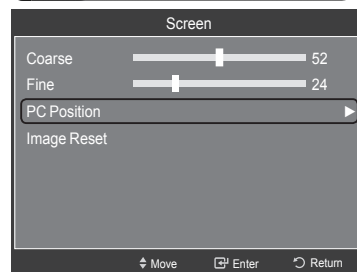 Screen
Coarse 52
Fine 24
PC Position
Image Reset
Move Enter Return